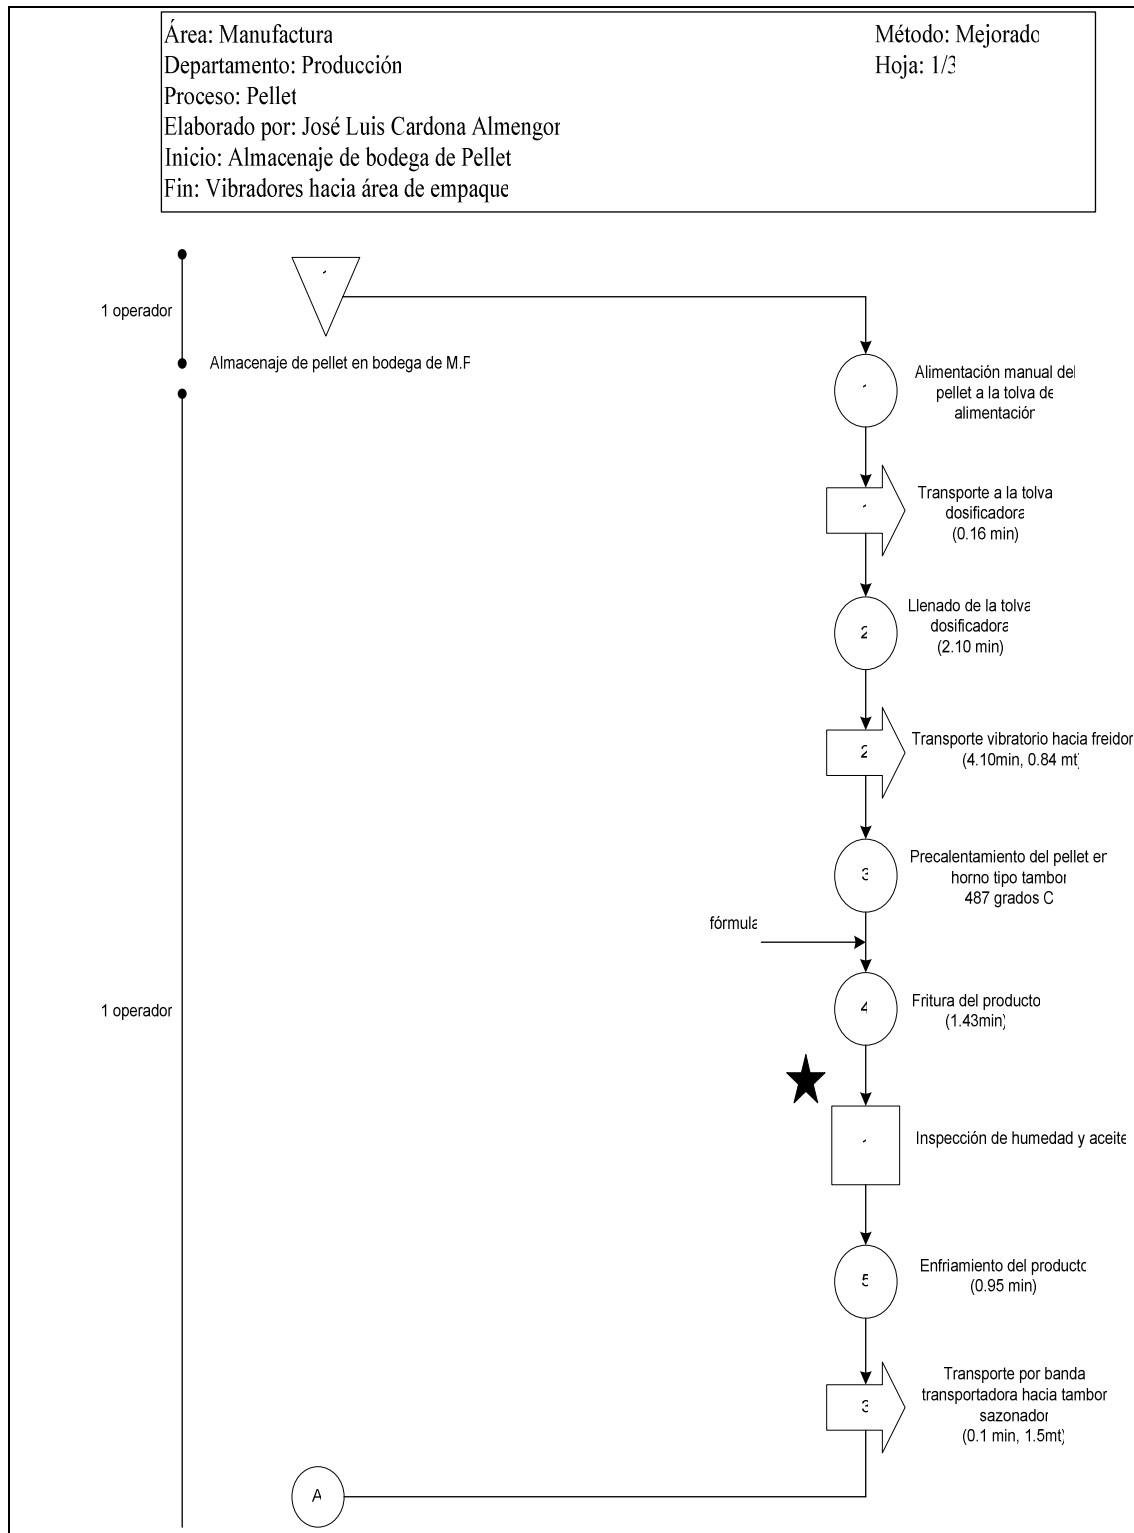 Área: Manufactura
Departamento: Producción
Proceso: Pellet
Elaborado por: José Luis Cardona Almengor
Inicio: Almacenaje de bodega de Pellet
Fin: Vibradores hacia área de empaque
Método: Mejorado
Hoja: 1/3
1 operador
Almacenaje de pellet en bodega de M.P
1
Alimentación manual del
pellet a la tolva de
alimentación
1
Transporte a la tolva
dosificadora
(0.16 min)
2
Llenado de la tolva
dosificadora
(2.10 min)
2
Transporte vibratorio hacia freidor
(4.10min, 0.84 mt)
3
Precalentamiento del pellet en
horno tipo tambor
487 grados C
fórmula
1 operador
4
Fritura del producto
(1.43min)
1
Inspección de humedad y aceite
5
Enfriamiento del producto
(0.95 min)
3
Transporte por banda
transportadora hacia tambor
sazonador
(0.1 min, 1.5mt)
A